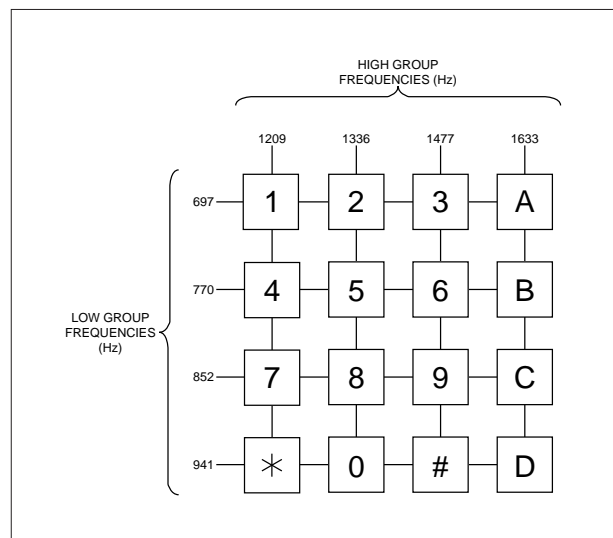 HIGH GROUP
FREQUENCIES (Hz)
1209 1336 1477 1633
697 1 2 3 A
770 4 5 6 B
LOW GROUP
FREQUENCIES
(Hz)
852 7 8 9 C
941 * 0 # D